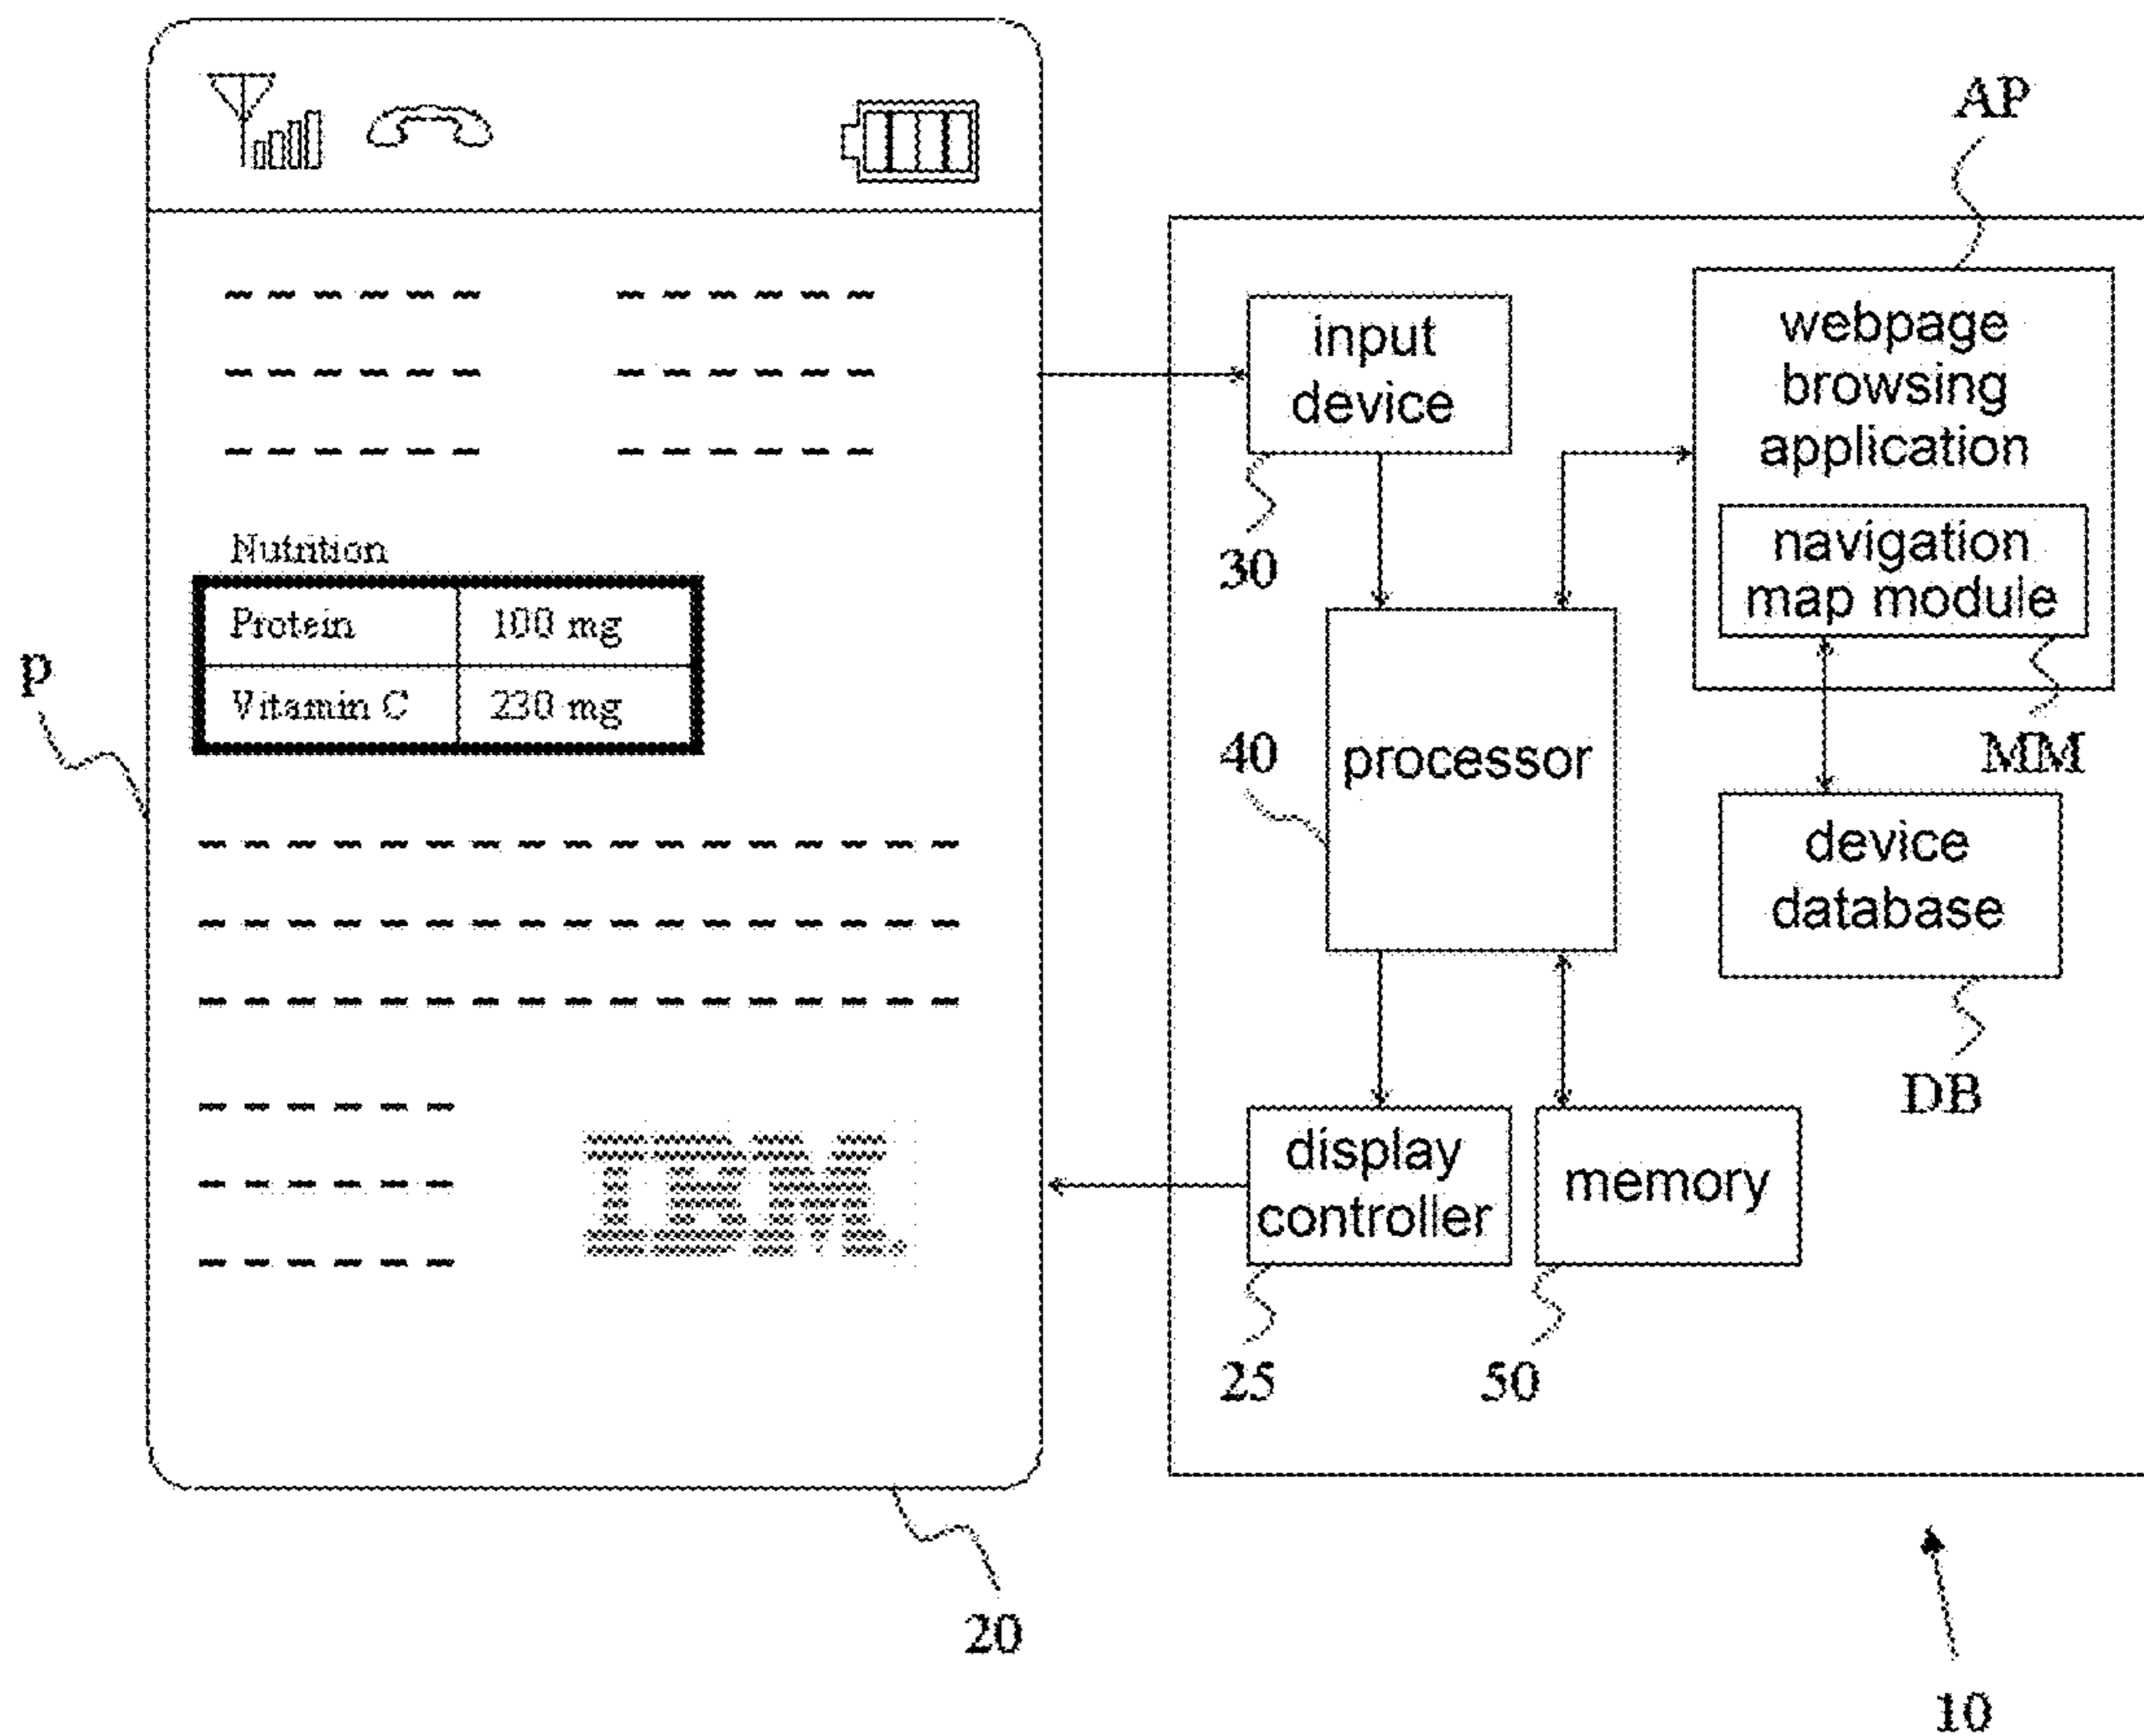 AP
input
device
webpage
browsing
application
Nutrition
navigation
map module
30
Protein 100 mg
Vitamin C 230 mg
p
40
processor
MM
device
database
DB
IBM
display
controller
memory
25
50
20
10